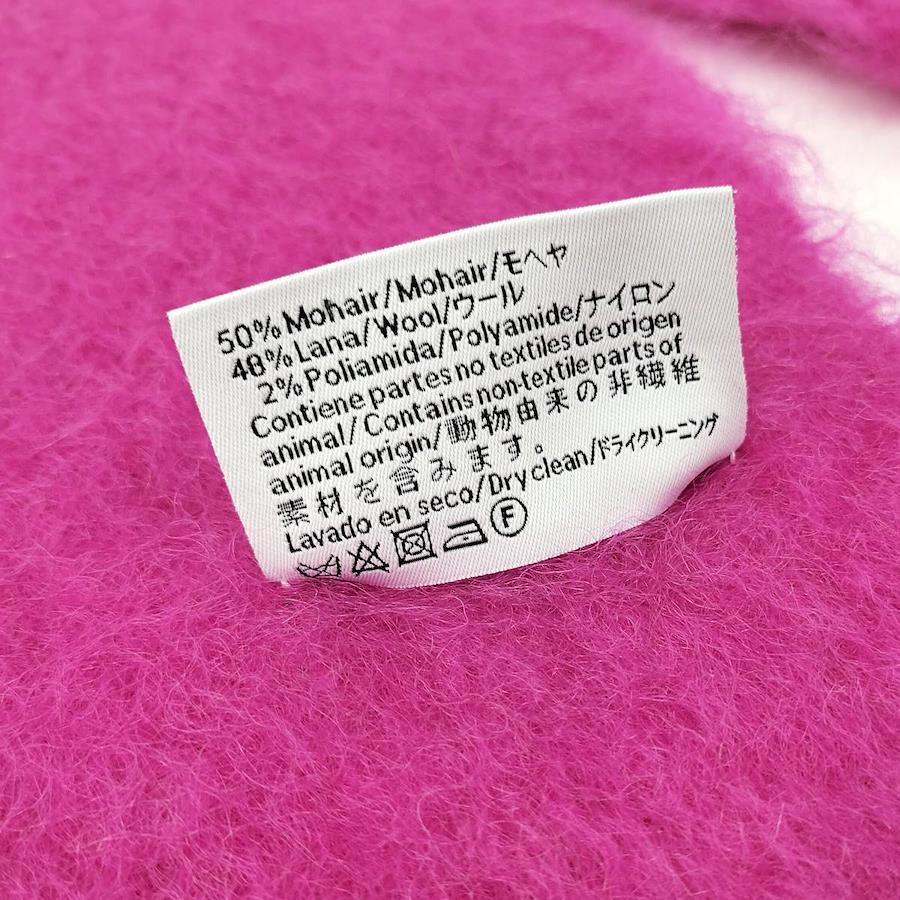 50% Mohair/Mohair/モヘヤ
48% Lana/Wool/ウール
2% Poliamida/Polyamide/ナイロン
Contiene partes no textiles de origen
animal/Contains non-textile parts of
animal origin/動物由来の非繊維
素材を含みます。
Lavado en seco/Dry clean/ドライクリーニング
F